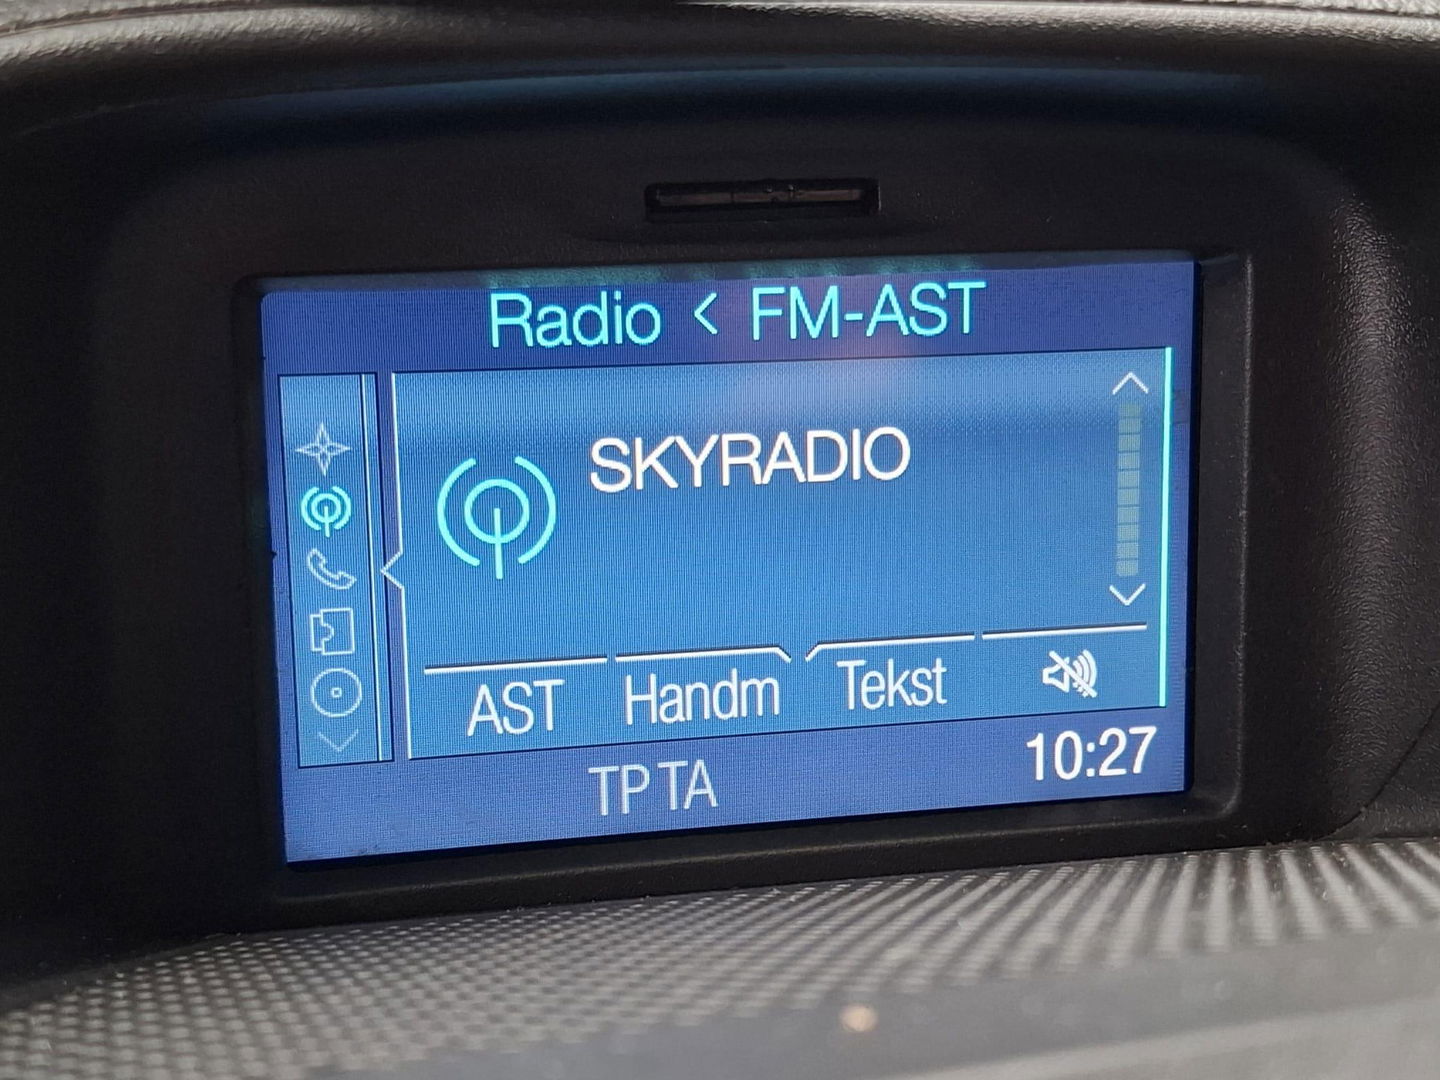 Radio < FM-AST
SKYRADIO
AST Handm Tekst
TP TA 10:27